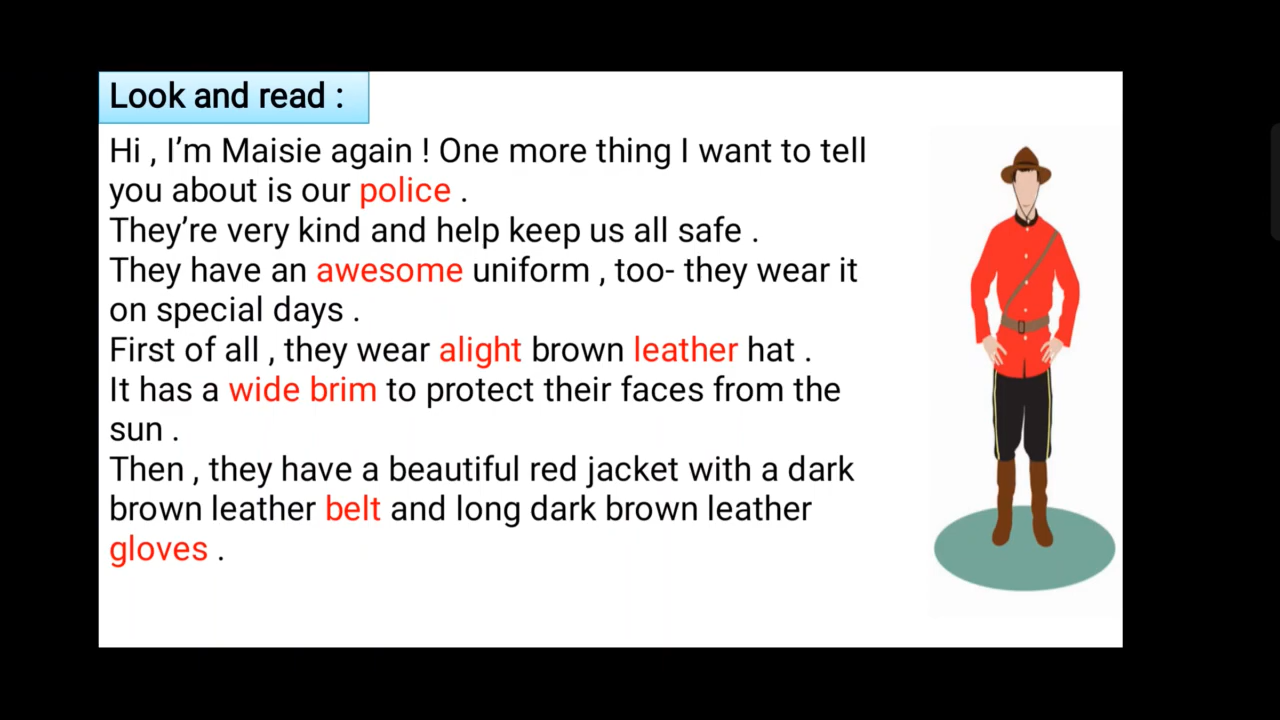 Look and read :
Hi , I’m Maisie again ! One more thing I want to tell
you about is our police .
They’re very kind and help keep us all safe .
They have an awesome uniform , too- they wear it
on special days .
First of all , they wear alight brown leather hat .
It has a wide brim to protect their faces from the
sun .
Then , they have a beautiful red jacket with a dark
brown leather belt and long dark brown leather
gloves .